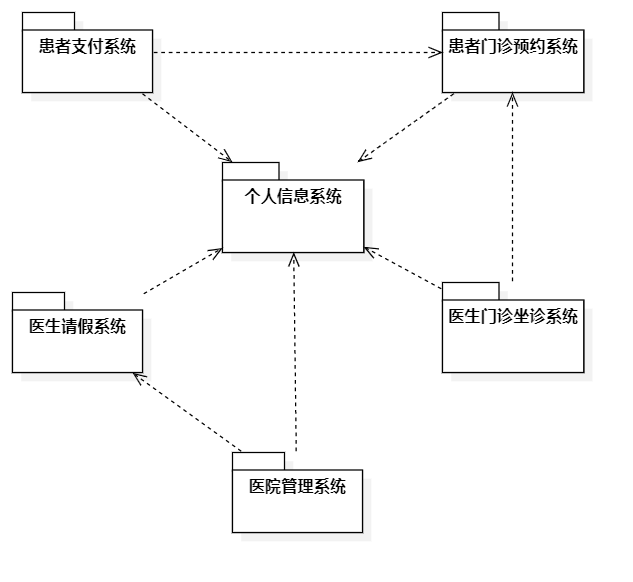 患者支付系统
患者门诊预约系统
个人信息系统
医生请假系统
医生门诊坐诊系统
医院管理系统